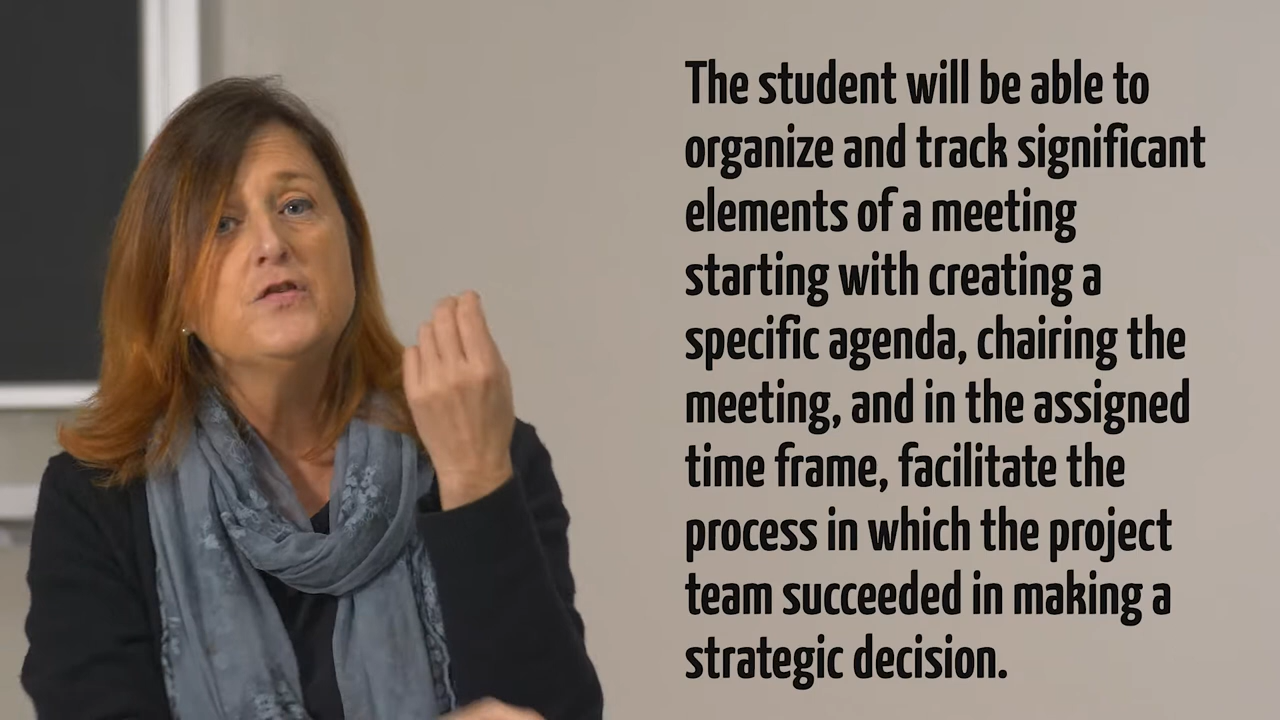 The student will be able to
organize and track significant
elements of a meeting
starting with creating a
specific agenda, chairing the
meeting, and in the assigned
time frame, facilitate the
process in which the project
team succeeded in making a
strategic decision.